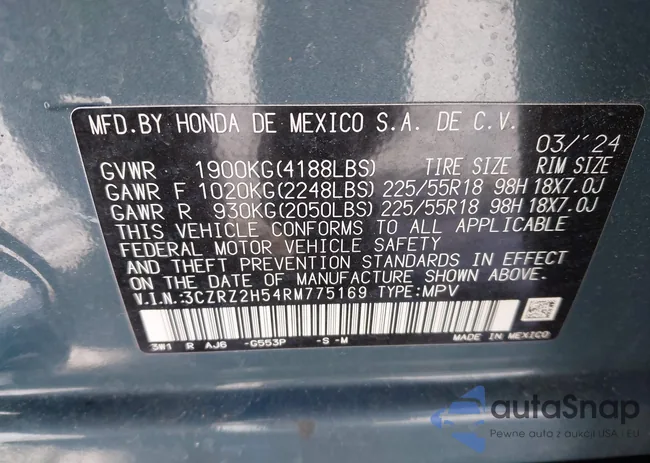 MFD.BY HONDA DE MEXICO S.A. DE C.V.
03/'24
GVWR 1900KG(4188LBS) TIRE SIZE RIM SIZE
GAWR F 1020KG(2248LBS) 225/55R18 98H 18X7.0J
GAWR R 930KG(2050LBS) 225/55R18 98H 18X7.0J
THIS VEHICLE CONFORMS TO ALL APPLICABLE
FEDERAL MOTOR VEHICLE SAFETY
AND THEFT PREVENTION STANDARDS IN EFFECT
ON THE DATE OF MANUFACTURE SHOWN ABOVE.
V.I.N.:3CZRZ2H54RM775169 TYPE:MPV
3W1 R AJ6 -G553P -S -M MADE IN MEXICO
autaSnap
Pewne auta z aukcji USA i EU